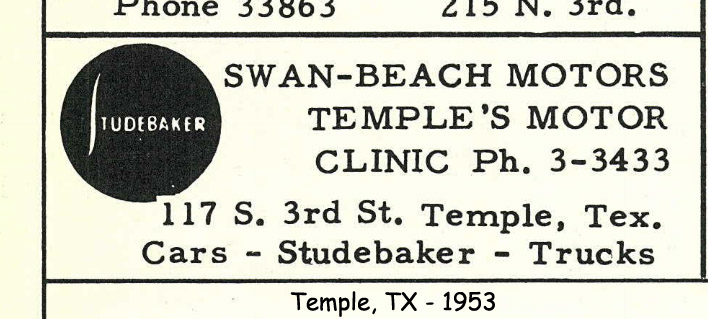 Phone 33863 215 N. 3rd.
STUDEBAKER
SWAN-BEACH MOTORS
TEMPLE'S MOTOR
CLINIC Ph. 3-3433
117 S. 3rd St. Temple, Tex.
Cars - Studebaker - Trucks
Temple, TX - 1953